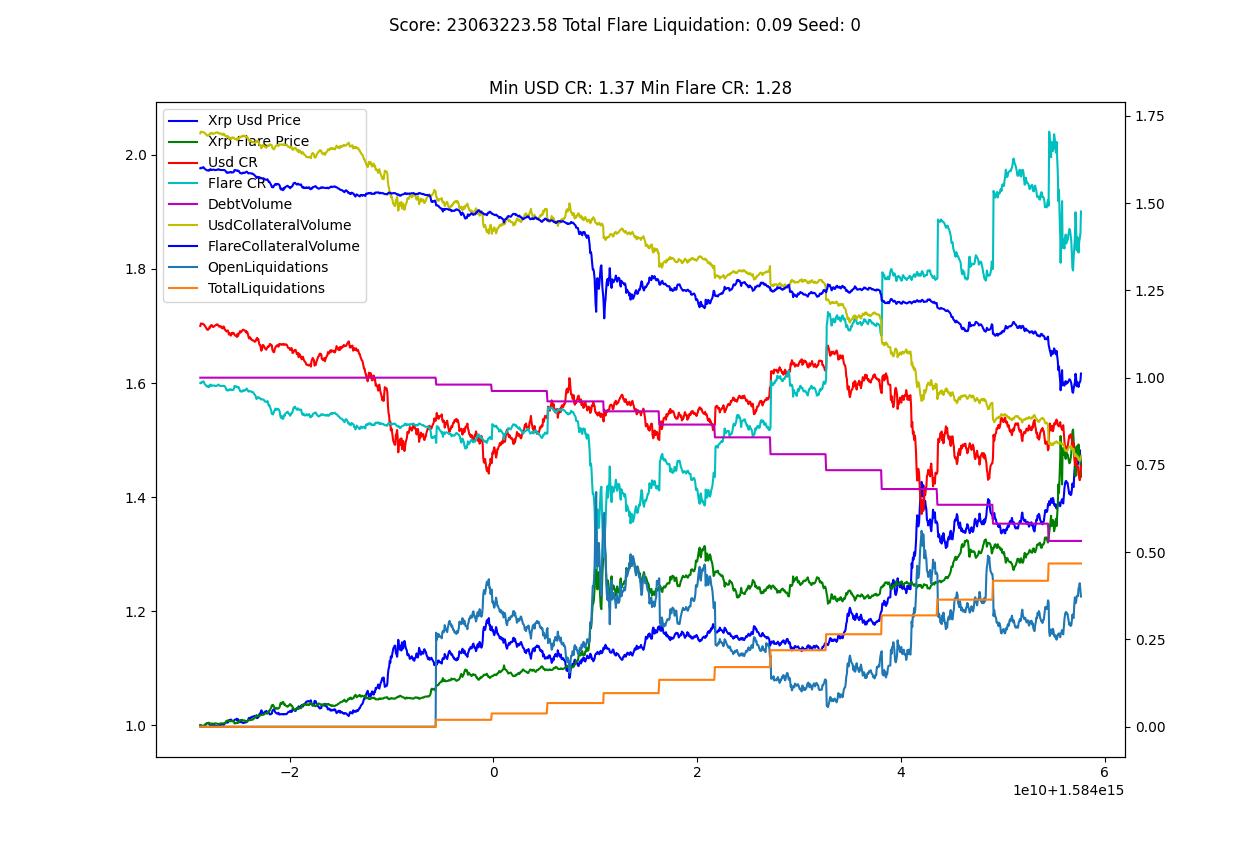 Score: 23063223.58 Total Flare Liquidation: 0.09 Seed: 0
Min USD CR: 1.37 Min Flare CR: 1.28
Xrp Usd Price
Xrp Flare Price
Usd CR
Flare CR
DebtVolume
UsdCollateralVolume
FlareCollateralVolume
OpenLiquidations
TotalLiquidations
2.0
1.8
1.6
1.4
1.2
1.0
1.75
1.50
1.25
1.00
0.75
0.50
0.25
0.00
−2 0 2 4 6
1e10+1.584e15